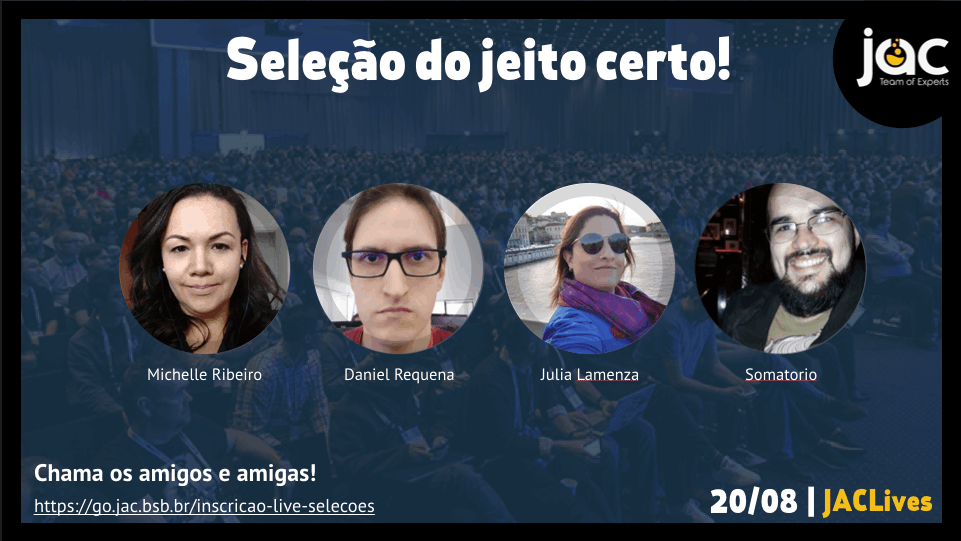 Seleção do jeito certo!
jac
Team of Experts
Michelle Ribeiro
Daniel Requena
Julia Lamenza
Somatorio
Chama os amigos e amigas!
https://go.jac.bsb.br/inscricao-live-selecoes
20/08 | JACLives